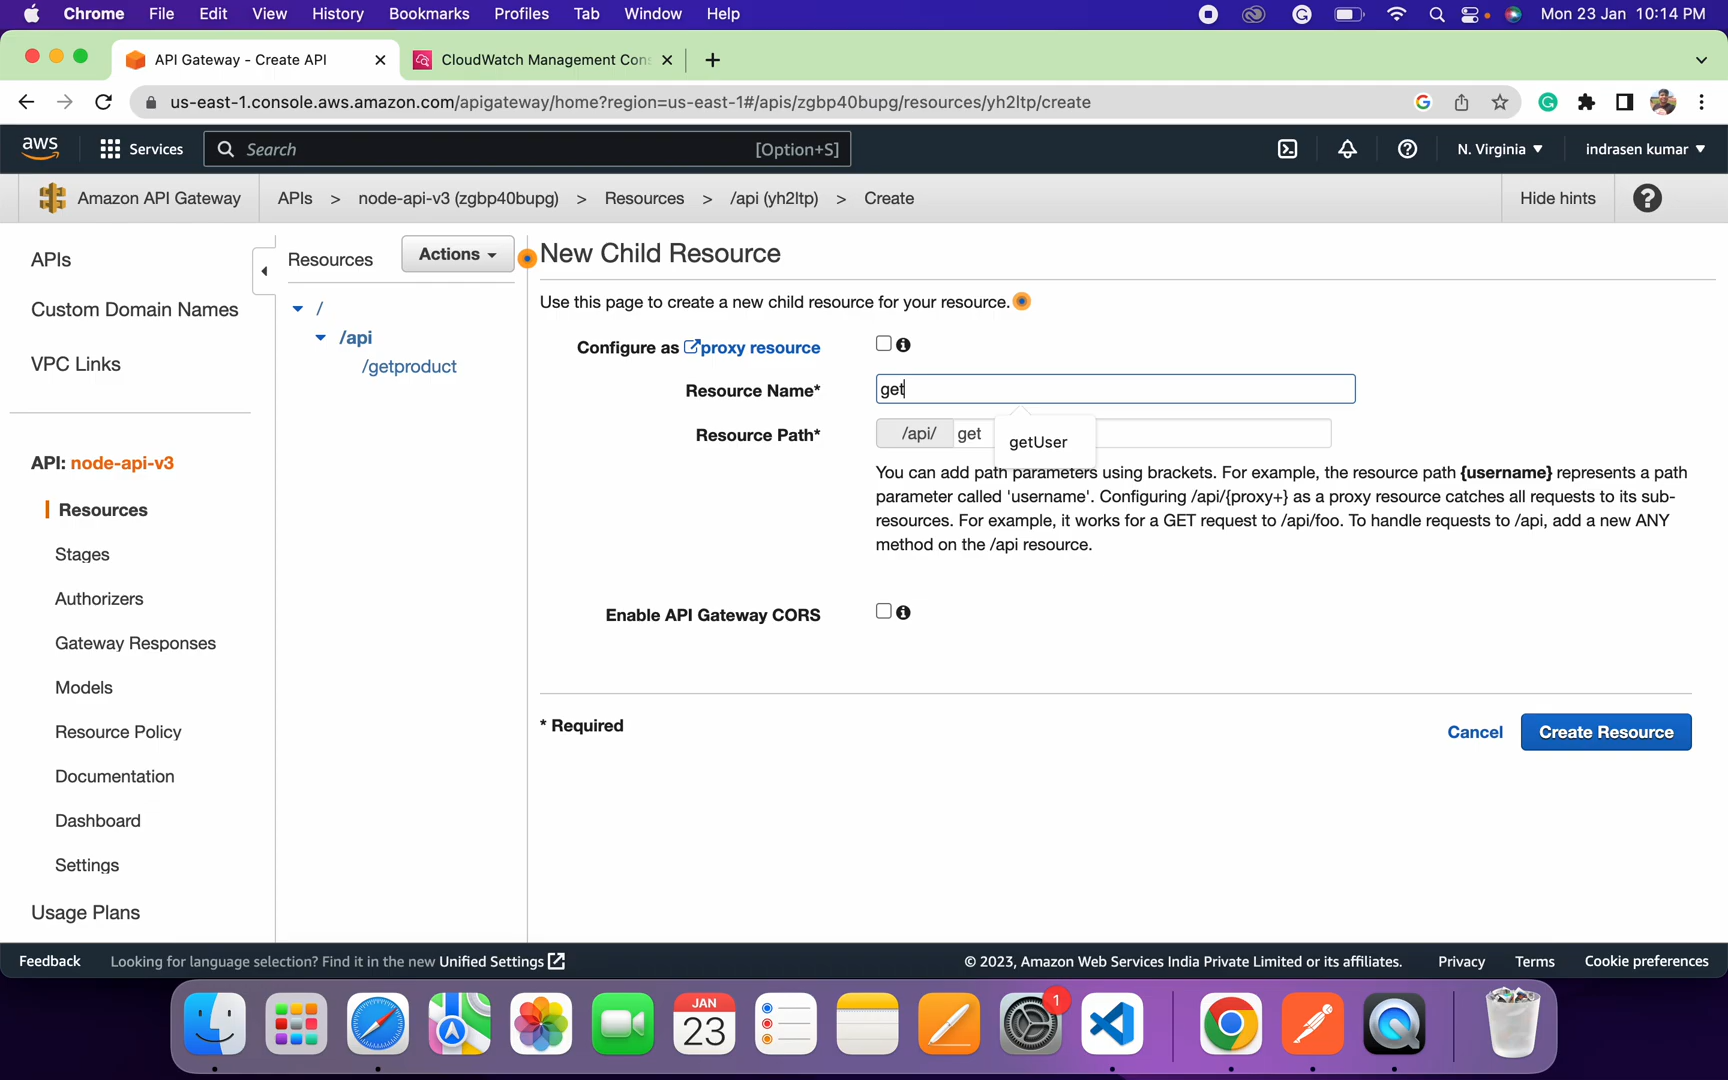 Chrome File Edit View History Bookmarks Profiles Tab Window Help Mon 23 Jan 10:14 PM
API Gateway - Create API CloudWatch Management Con
us-east-1.console.aws.amazon.com/apigateway/home?region=us-east-1#/apis/zgbp40bupg/resources/yh2ltp/create
aws Services Search [Option+S] N. Virginia indrasen kumar
Amazon API Gateway APIs > node-api-v3 (zgbp40bupg) > Resources > /api (yh2ltp) > Create Hide hints
APIs
Custom Domain Names
VPC Links
API: node-api-v3
Resources
Stages
Authorizers
Gateway Responses
Models
Resource Policy
Documentation
Dashboard
Settings
Usage Plans
Resources Actions
/
/api
/getproduct
New Child Resource
Use this page to create a new child resource for your resource.
Configure as proxy resource
Resource Name* get
Resource Path* /api/ get
getUser
You can add path parameters using brackets. For example, the resource path {username} represents a path
parameter called 'username'. Configuring /api/{proxy+} as a proxy resource catches all requests to its sub-
resources. For example, it works for a GET request to /api/foo. To handle requests to /api, add a new ANY
method on the /api resource.
Enable API Gateway CORS
* Required
Cancel Create Resource
Feedback Looking for language selection? Find it in the new Unified Settings © 2023, Amazon Web Services India Private Limited or its affiliates. Privacy Terms Cookie preferences
JAN
23
1